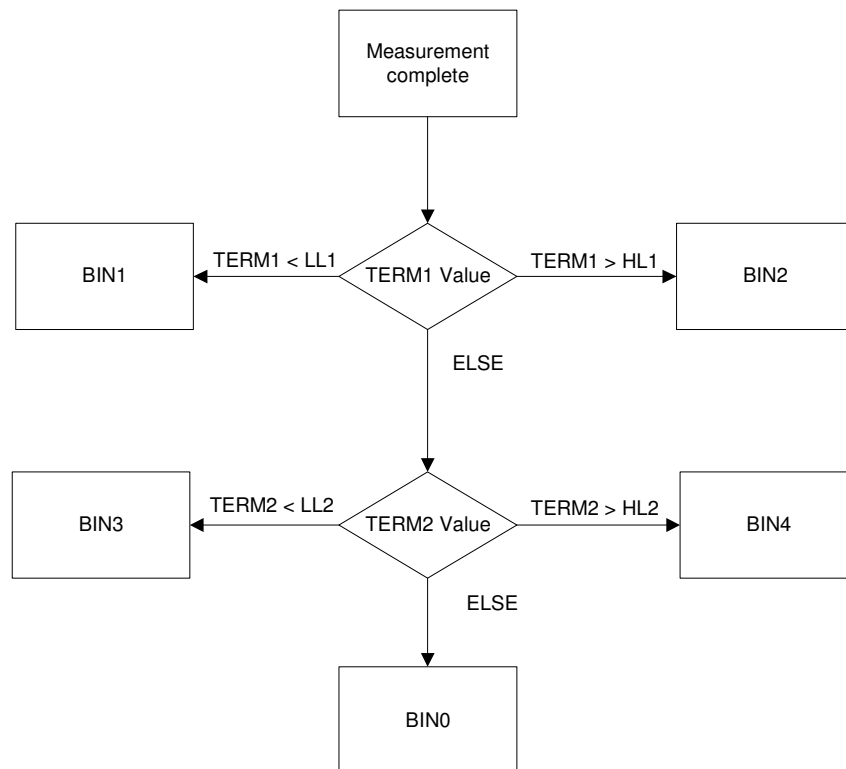 Measurement
complete
TERM1 < LL1
TERM1 > HL1
BIN1
TERM1 Value
BIN2
ELSE
TERM2 < LL2
TERM2 > HL2
BIN3
TERM2 Value
BIN4
ELSE
BIN0